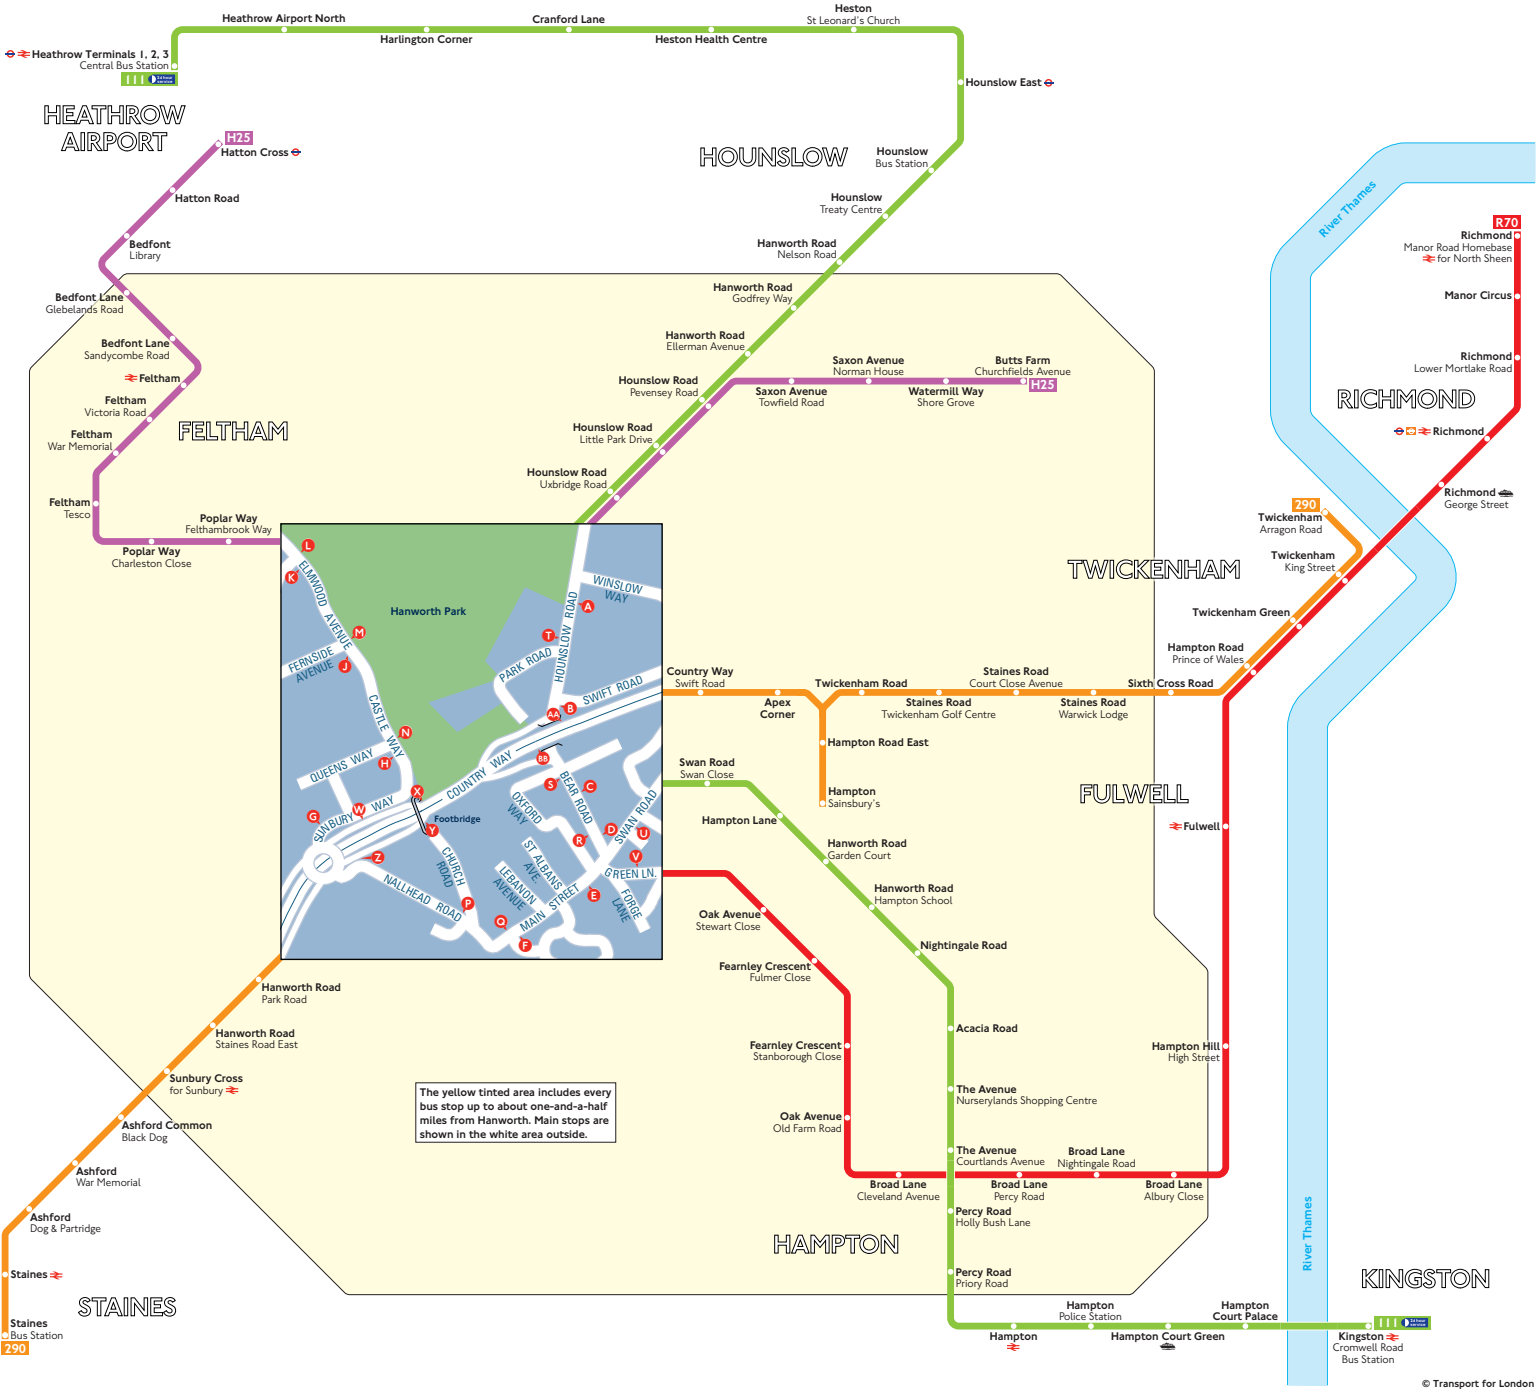 Heathrow Airport North
Harlington Corner
Cranford Lane
Heston Health Centre
Heston
St Leonard's Church
Heathrow Terminals 1, 2, 3
Central Bus Station
111 24 hour service
HEATHROW
AIRPORT
Hounslow East
H25
Hatton Cross
HOUNSLOW
Hounslow
Bus Station
Hatton Road
Hounslow
Treaty Centre
Bedfont
Library
Hanworth Road
Nelson Road
River Thames
R70
Richmond
Manor Road Homebase
for North Sheen
Manor Circus
Richmond
Lower Mortlake Road
RICHMOND
Richmond
Richmond
George Street
Bedfont Lane
Glebelands Road
Bedfont Lane
Sandycombe Road
Feltham
Feltham
Victoria Road
Feltham
War Memorial
FELTHAM
Feltham
Tesco
Poplar Way
Felthambrook Way
Poplar Way
Charleston Close
Hanworth Road
Godfrey Way
Hanworth Road
Ellerman Avenue
Hounslow Road
Pevensey Road
Hounslow Road
Little Park Drive
Hounslow Road
Uxbridge Road
Saxon Avenue
Norman House
Saxon Avenue
Towfield Road
Watermill Way
Shore Grove
Butts Farm
Churchfields Avenue
H25
290
Twickenham
Arragon Road
Twickenham
King Street
TWICKENHAM
Twickenham Green
Hampton Road
Prince of Wales
L
K
ELMWOOD AVENUE
Hanworth Park
WINSLOW
WAY
A
T
HOUNSLOW ROAD
PARK ROAD
M
FERNSIDE
AVENUE
J
CASTLE WAY
SWIFT ROAD
AA
B
N
QUEENS WAY
H
BB
COUNTRY WAY
X
S
C
BEAR ROAD
OXFORD
WAY
G
W
SUNBURY WAY
Footbridge
Y
D
U
SWAN ROAD
R
V
Z
CHURCH
ROAD
ST ALBANS
AVE.
GREEN LN.
NALLHEAD ROAD
LEBANON
AVENUE
P
E
FORGE
LANE
Q
MAIN STREET
F
Country Way
Swift Road
Apex
Corner
Twickenham Road
Staines Road
Twickenham Golf Centre
Staines Road
Court Close Avenue
Staines Road
Warwick Lodge
Sixth Cross Road
Hampton Road East
Hampton
Sainsbury's
Swan Road
Swan Close
Hampton Lane
Hanworth Road
Garden Court
Hanworth Road
Hampton School
Nightingale Road
FULWELL
Fulwell
Oak Avenue
Stewart Close
Fearnley Crescent
Fulmer Close
Fearnley Crescent
Stanborough Close
Oak Avenue
Old Farm Road
Acacia Road
The Avenue
Nurserylands Shopping Centre
The Avenue
Courtlands Avenue
Hampton Hill
High Street
Broad Lane
Cleveland Avenue
Broad Lane
Percy Road
Broad Lane
Nightingale Road
Broad Lane
Albury Close
Percy Road
Holly Bush Lane
Percy Road
Priory Road
HAMPTON
Hanworth Road
Park Road
Hanworth Road
Staines Road East
Sunbury Cross
for Sunbury
Ashford Common
Black Dog
Ashford
War Memorial
Ashford
Dog & Partridge
Staines
STAINES
Staines
Bus Station
290
The yellow tinted area includes every
bus stop up to about one-and-a-half
miles from Hanworth. Main stops are
shown in the white area outside.
River Thames
KINGSTON
Hampton
Hampton
Police Station
Hampton Court Green
Hampton
Court Palace
111 24 hour service
Kingston
Cromwell Road
Bus Station
© Transport for London